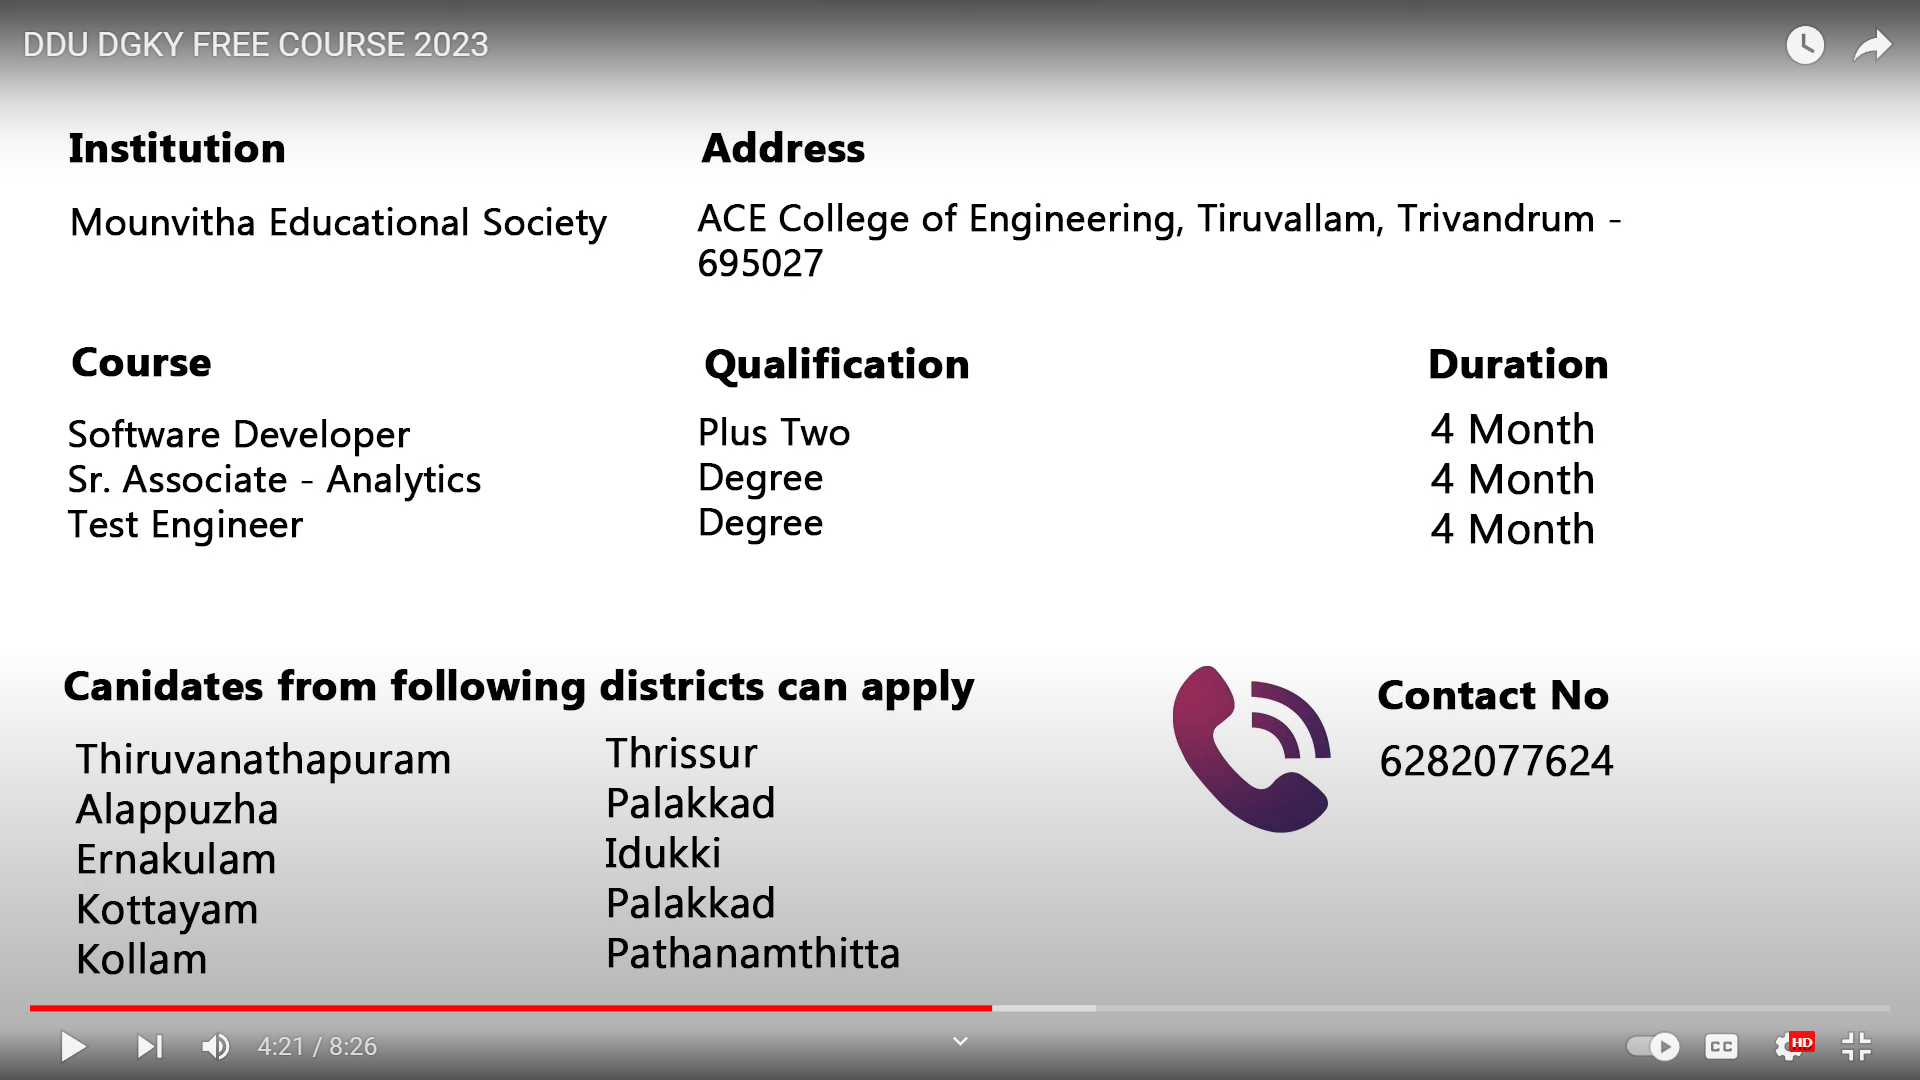 DDU DGKY FREE COURSE 2023
Institution
Mounvitha Educational Society
Address
ACE College of Engineering, Tiruvallam, Trivandrum -
695027
Course
Software Developer
Sr. Associate - Analytics
Test Engineer
Qualification
Plus Two
Degree
Degree
Duration
4 Month
4 Month
4 Month
Canidates from following districts can apply
Thiruvanathapuram
Alappuzha
Ernakulam
Kottayam
Kollam
Thrissur
Palakkad
Idukki
Palakkad
Pathanamthitta
Contact No
6282077624
4:21 / 8:26
CC
HD